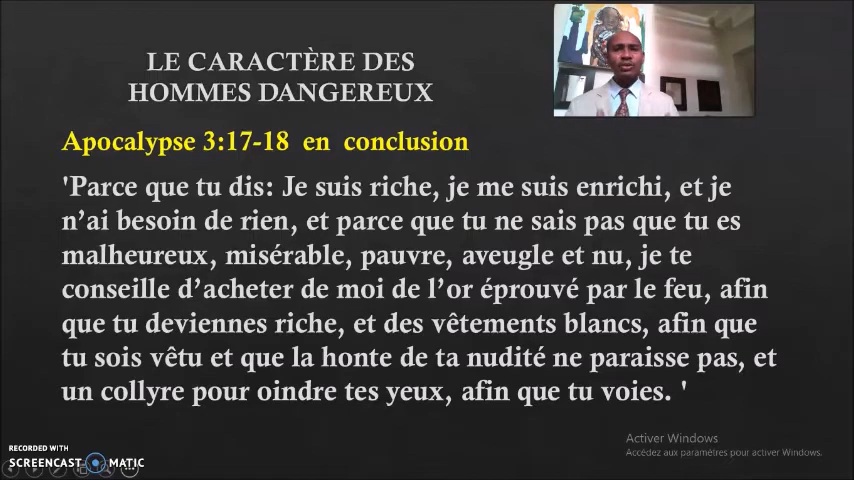 LE CARACTÈRE DES
HOMMES DANGEREUX
Apocalypse 3:17-18 en conclusion
'Parce que tu dis: Je suis riche, je me suis enrichi, et je
n’ai besoin de rien, et parce que tu ne sais pas que tu es
malheureux, misérable, pauvre, aveugle et nu, je te
conseille d’acheter de moi de l’or éprouvé par le feu, afin
que tu deviennes riche, et des vêtements blancs, afin que
tu sois vêtu et que la honte de ta nudité ne paraisse pas, et
un collyre pour oindre tes yeux, afin que tu voies. '
Activer Windows
Accédez aux paramètres pour activer Windows.
RECORDED WITH
SCREENCAST MATIC